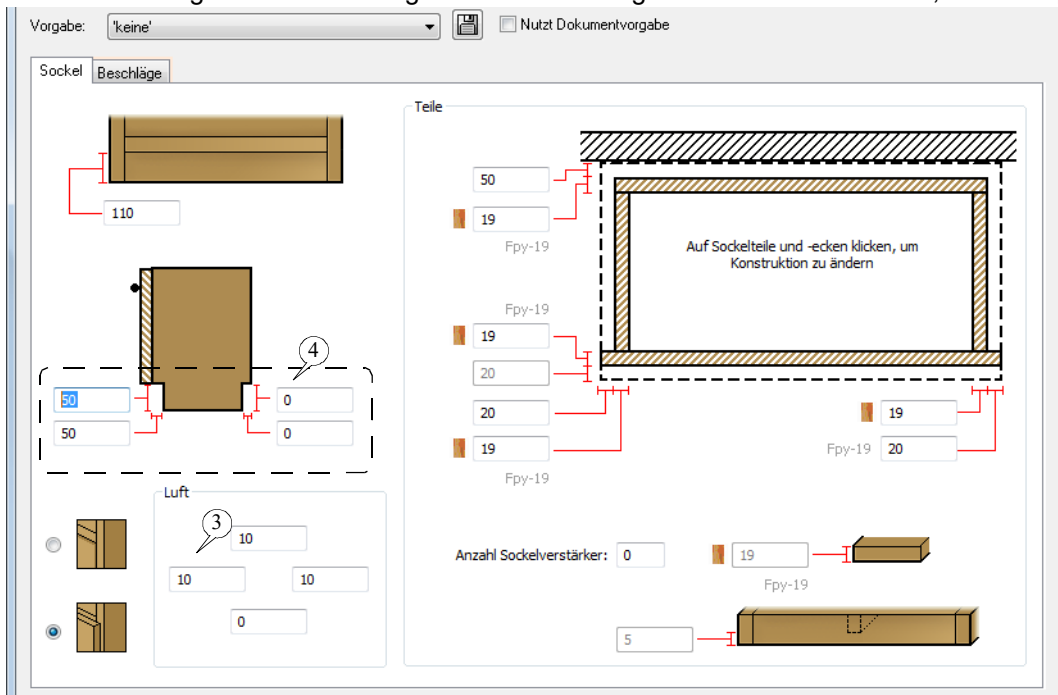 Vorgabe: 'keine' Nutzt Dokumentvorgabe
Sockel Beschläge
110
4
50 0
50 0
Luft
3
10
10 10
0
Teile
50
19
Fpy-19
Auf Sockelteile und -ecken klicken, um
Konstruktion zu ändern
Fpy-19
19
20
20
19
Fpy-19
19
Fpy-19 20
Anzahl Sockelverstärker: 0
19
Fpy-19
5